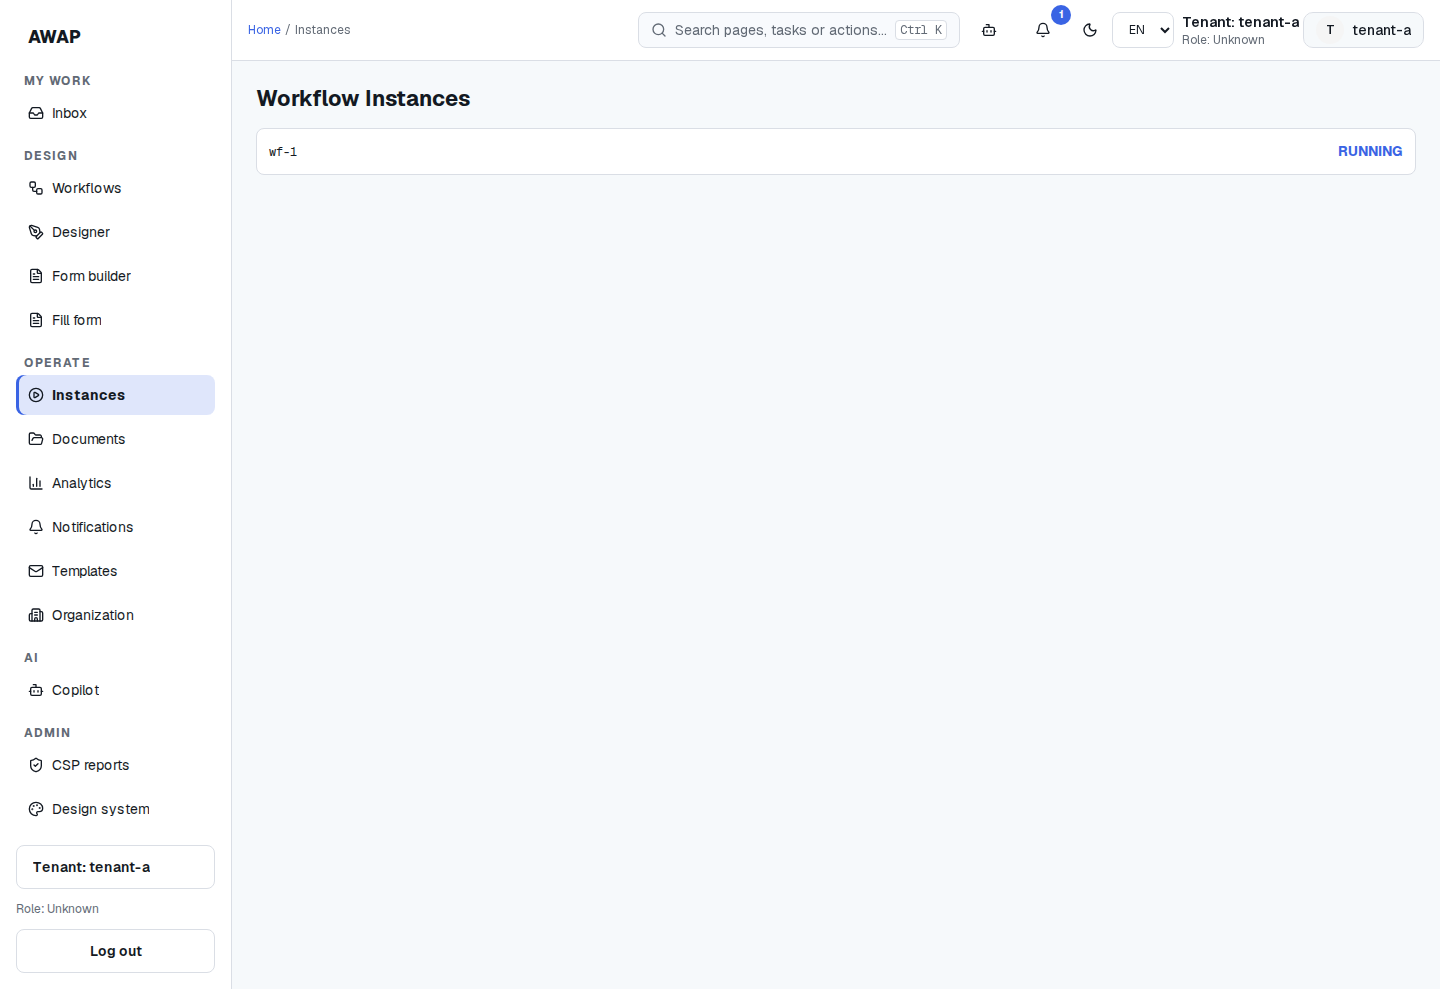 AWAP
MY WORK
Inbox
DESIGN
Workflows
Designer
Form builder
Fill form
OPERATE
Instances
Documents
Analytics
Notifications
Templates
Organization
AI
Copilot
ADMIN
CSP reports
Design system
Tenant: tenant-a
Role: Unknown
Log out
Home / Instances
Search pages, tasks or actions... Ctrl K
1
EN
Tenant: tenant-a
Role: Unknown
T tenant-a
Workflow Instances
wf-1 RUNNING